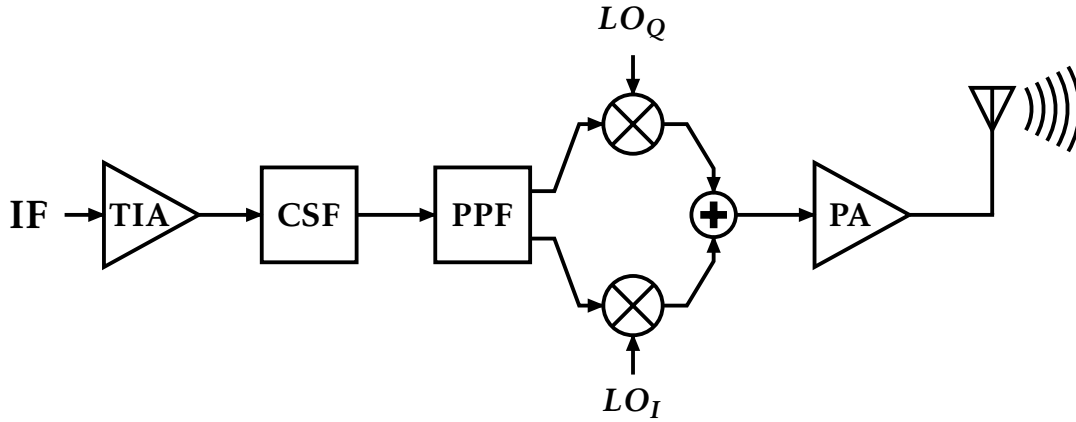 LO_Q
IF
TIA
CSF
PPF
PA
LO_I